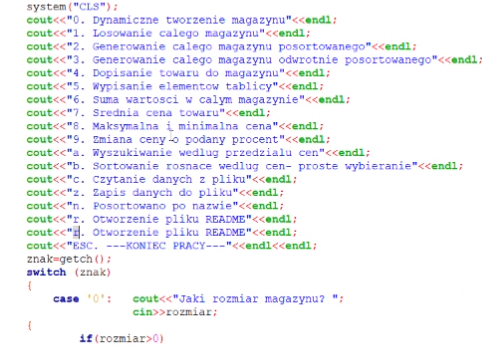 system("CLS");
cout<<"0. Dynamiczne tworzenie magazynu"<<endl;
cout<<"1. Losowanie calego magazynu"<<endl;
cout<<"2. Generowanie calego magazynu posortowanego"<<endl;
cout<<"3. Generowanie calego magazynu odwrotnie posortowanego"<<endl;
cout<<"4. Dopisanie towaru do magazynu"<<endl;
cout<<"5. Wypisanie elementow tablicy"<<endl;
cout<<"6. Suma wartosci w calym magazynie"<<endl;
cout<<"7. Srednia cena towaru"<<endl;
cout<<"8. Maksymalna i minimalna cena"<<endl;
cout<<"9. Zmiana ceny o podany procent"<<endl;
cout<<"a. Wyszukiwanie wedlug przedzialu cen"<<endl;
cout<<"b. Sortowanie rosnace wedlug cen- proste wybieranie"<<endl;
cout<<"c. Czytanie danych z pliku"<<endl;
cout<<"z. Zapis danych do pliku"<<endl;
cout<<"n. Posortowano po nazwie"<<endl;
cout<<"r. Otworzenie pliku README"<<endl;
cout<<"r. Otworzenie pliku README"<<endl;
cout<<"ESC. ---KONIEC PRACY---"<<endl<<endl;
znak=getch();
switch (znak)
{
case '0': cout<<"Jaki rozmiar magazynu? ";
cin>>rozmiar;
{
if(rozmiar>0)